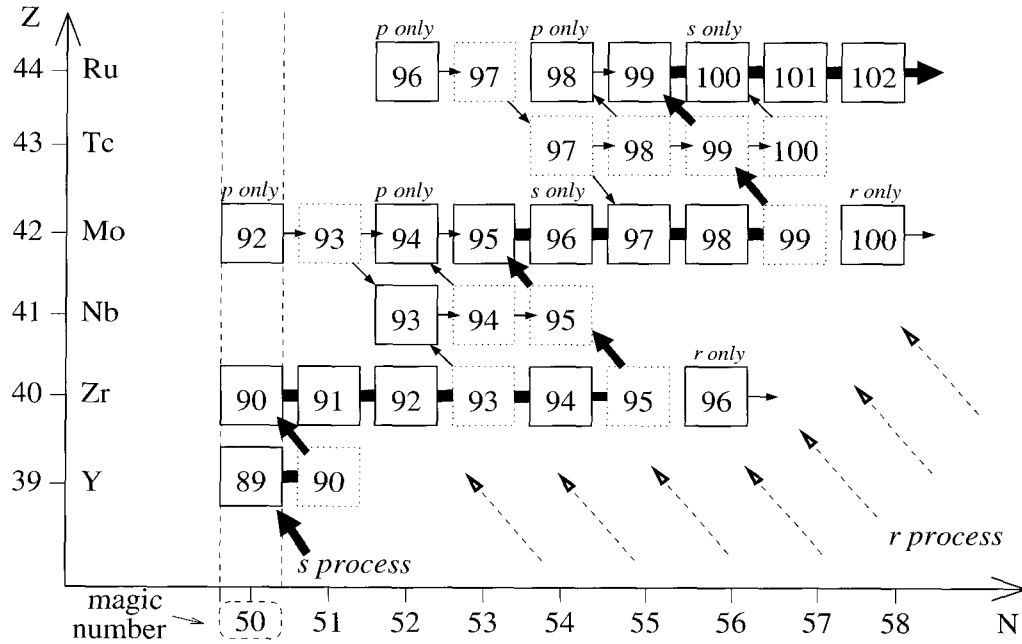 Z
p only p only s only
44 Ru 96 97 98 99 100 101 102
43 Tc 97 98 99 100
p only p only s only r only
42 Mo 92 93 94 95 96 97 98 99 100
41 Nb 93 94 95
r only
40 Zr 90 91 92 93 94 95 96
39 Y 89 90
s process
r process
magic number
50 51 52 53 54 55 56 57 58 N